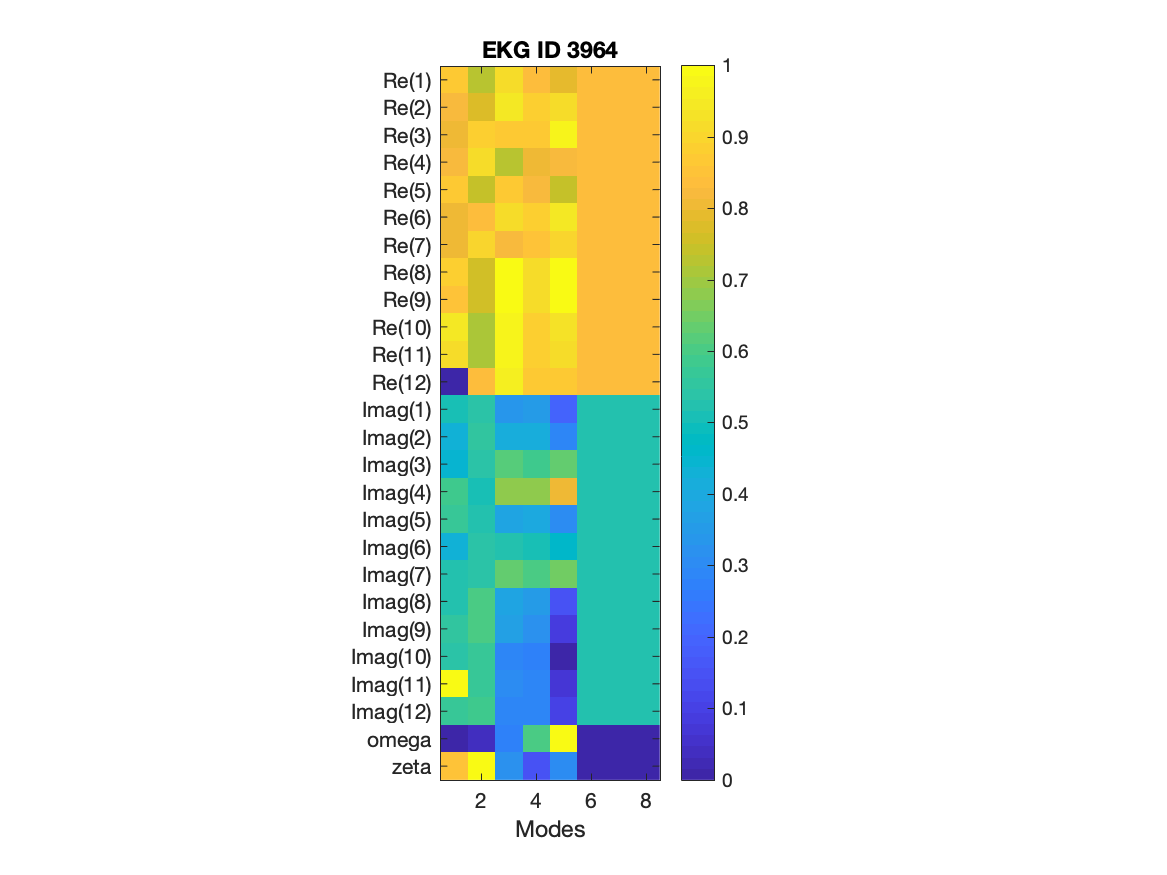 EKG ID 3964
Re(1)
Re(2)
Re(3)
Re(4)
Re(5)
Re(6)
Re(7)
Re(8)
Re(9)
Re(10)
Re(11)
Re(12)
Imag(1)
Imag(2)
Imag(3)
Imag(4)
Imag(5)
Imag(6)
Imag(7)
Imag(8)
Imag(9)
Imag(10)
Imag(11)
Imag(12)
omega
zeta
2 4 6 8
Modes
1
0.9
0.8
0.7
0.6
0.5
0.4
0.3
0.2
0.1
0